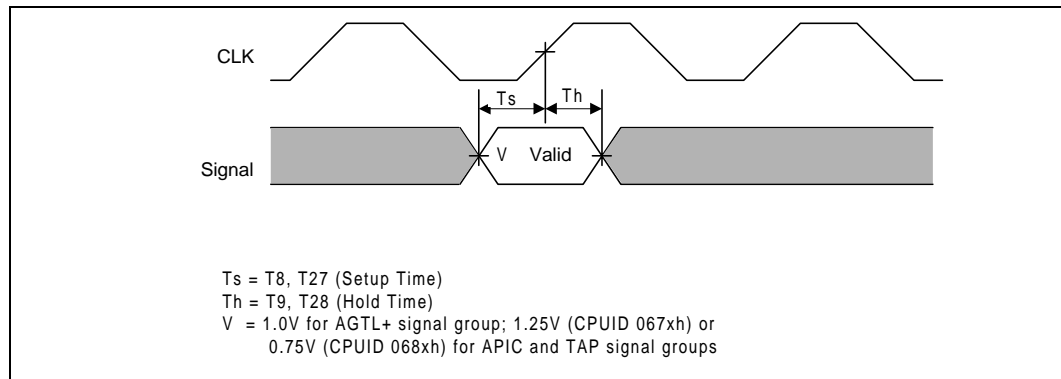 CLK
Ts Th
Signal
V Valid
Ts = T8, T27 (Setup Time)
Th = T9, T28 (Hold Time)
V = 1.0V for AGTL+ signal group; 1.25V (CPUID 067xh) or
0.75V (CPUID 068xh) for APIC and TAP signal groups